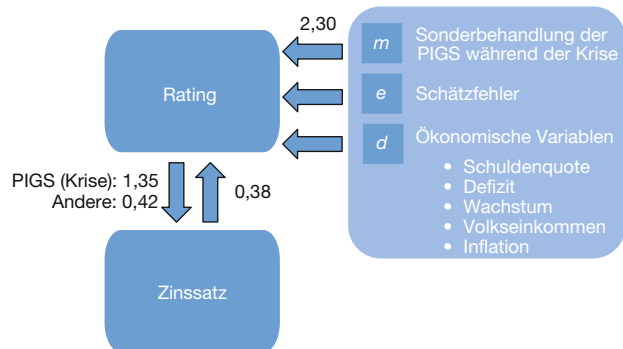 2,30
Rating
m
Sonderbehandlung der
PIGS während der Krise
e
Schätzfehler
d
Ökonomische Variablen
• Schuldenquote
• Defizit
• Wachstum
• Volkseinkommen
• Inflation
PIGS (Krise): 1,35
Andere: 0,42
0,38
Zinssatz